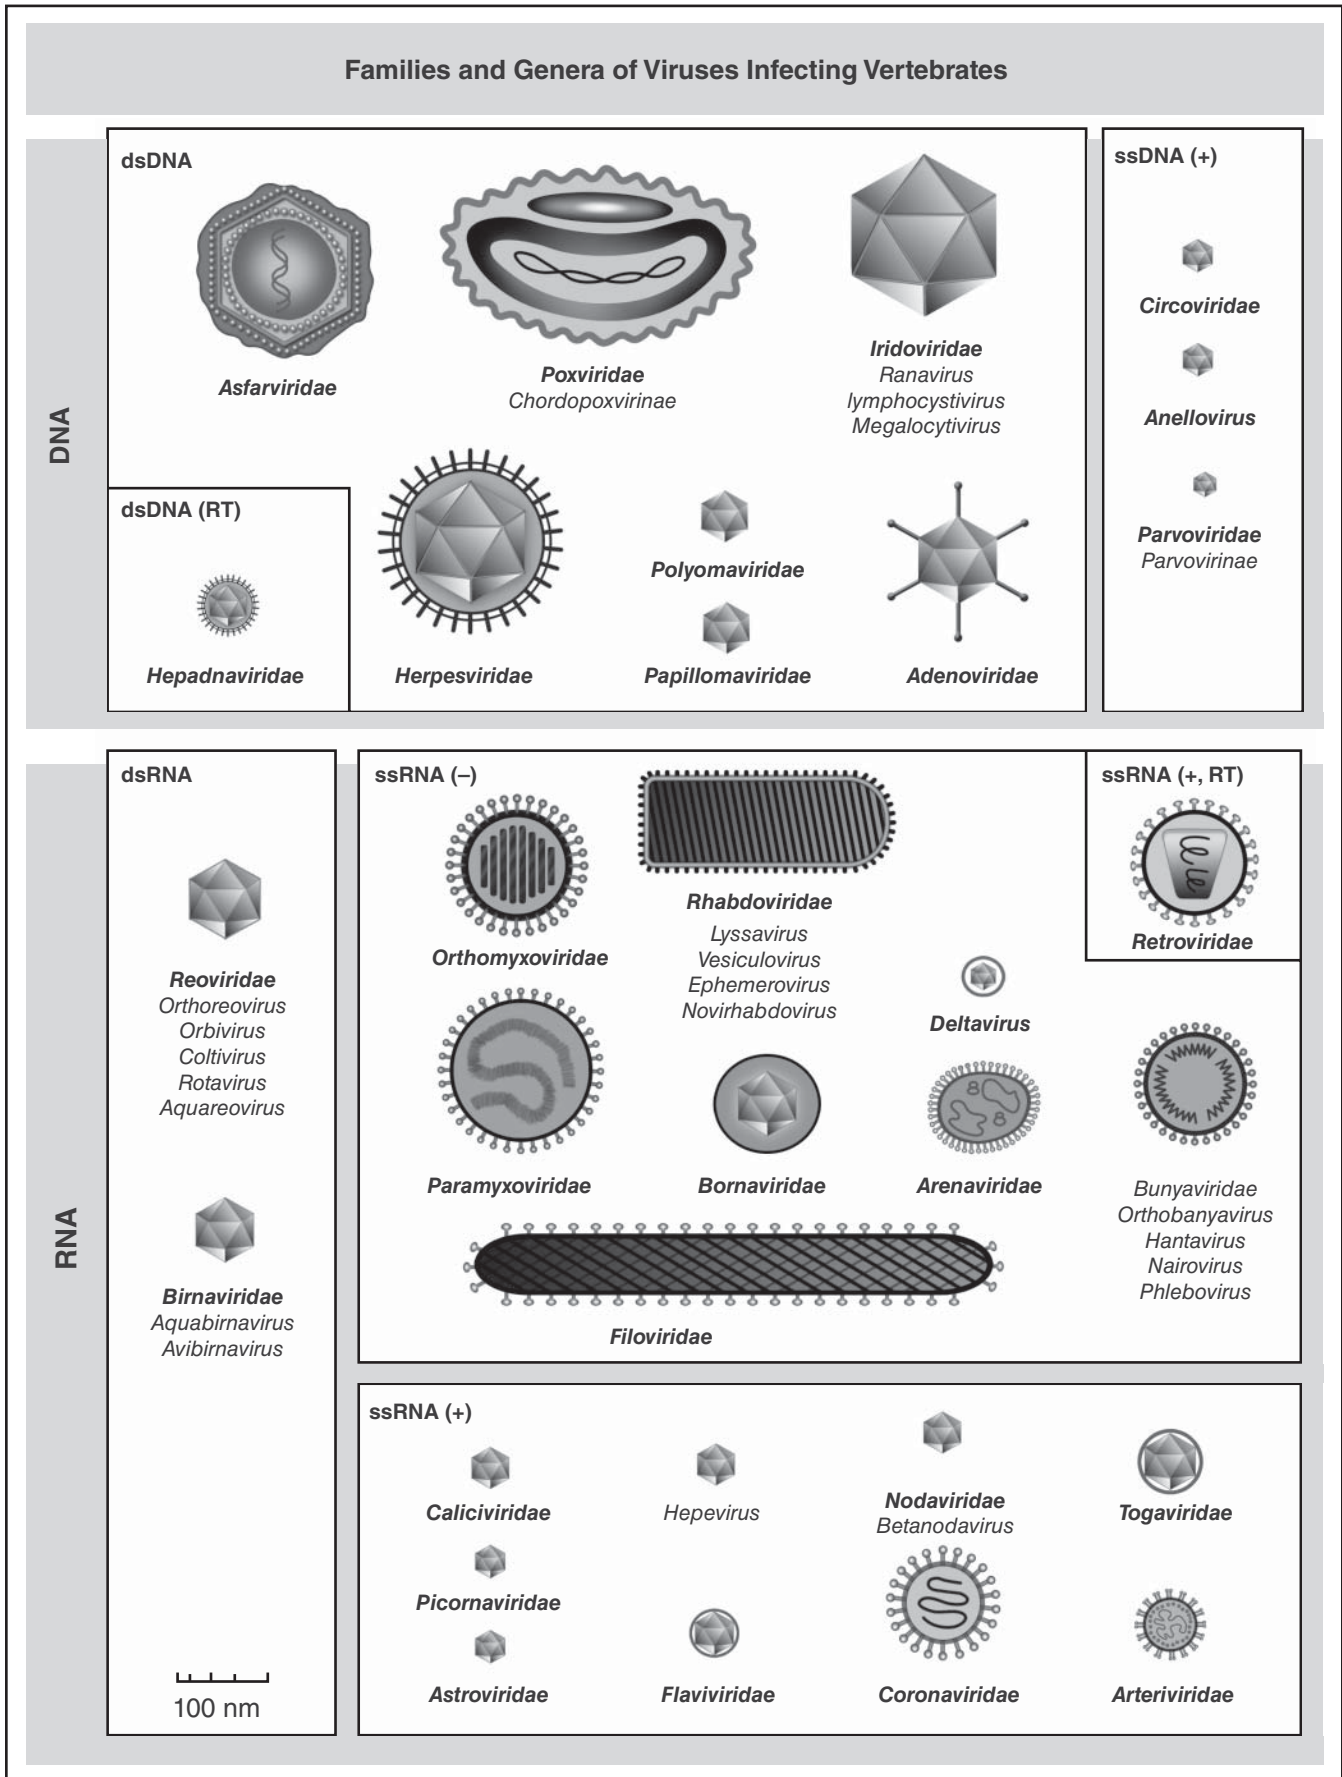 Families and Genera of Viruses Infecting Vertebrates
DNA
dsDNA
Asfarviridae
Poxviridae
Chordopoxvirinae
Iridoviridae
Ranavirus
lymphocystivirus
Megalocytivirus
dsDNA (RT)
Hepadnaviridae
Herpesviridae
Polyomaviridae
Papillomaviridae
Adenoviridae
ssDNA (+)
Circoviridae
Anellovirus
Parvoviridae
Parvovirinae
RNA
dsRNA
Reoviridae
Orthoreovirus
Orbivirus
Coltivirus
Rotavirus
Aquareovirus
Birnaviridae
Aquabirnavirus
Avibirnavirus
100 nm
ssRNA (–)
Orthomyxoviridae
Rhabdoviridae
Lyssavirus
Vesiculovirus
Ephemerovirus
Novirhabdovirus
Deltavirus
Paramyxoviridae
Bornaviridae
Arenaviridae
Bunyaviridae
Orthobanyavirus
Hantavirus
Nairovirus
Phlebovirus
Filoviridae
ssRNA (+, RT)
Retroviridae
ssRNA (+)
Caliciviridae
Hepevirus
Nodaviridae
Betanodavirus
Togaviridae
Picornaviridae
Astroviridae
Flaviviridae
Coronaviridae
Arteriviridae